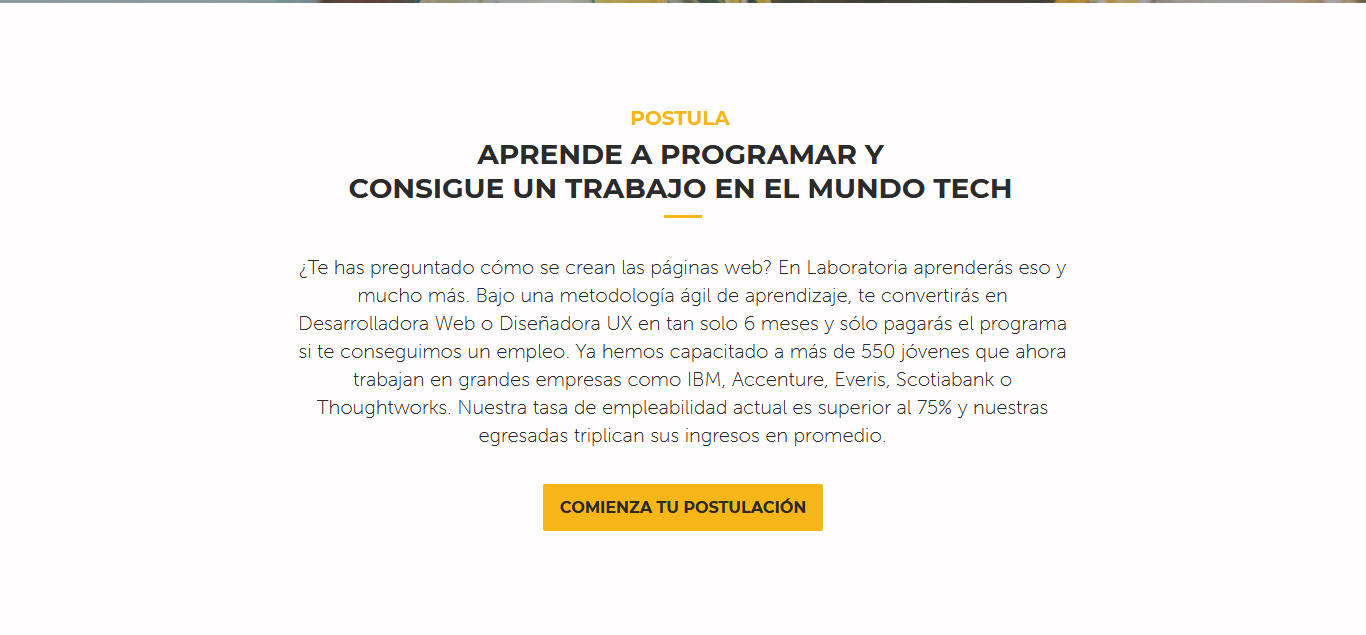 POSTULA
APRENDE A PROGRAMAR Y
CONSIGUE UN TRABAJO EN EL MUNDO TECH
¿Te has preguntado cómo se crean las páginas web? En Laboratoria aprenderás eso y
mucho más. Bajo una metodología ágil de aprendizaje, te convertirás en
Desarrolladora Web o Diseñadora UX en tan solo 6 meses y sólo pagarás el programa
si te conseguimos un empleo. Ya hemos capacitado a más de 550 jóvenes que ahora
trabajan en grandes empresas como IBM, Accenture, Everis, Scotiabank o
Thoughtworks. Nuestra tasa de empleabilidad actual es superior al 75% y nuestras
egresadas triplican sus ingresos en promedio.
COMIENZA TU POSTULACIÓN